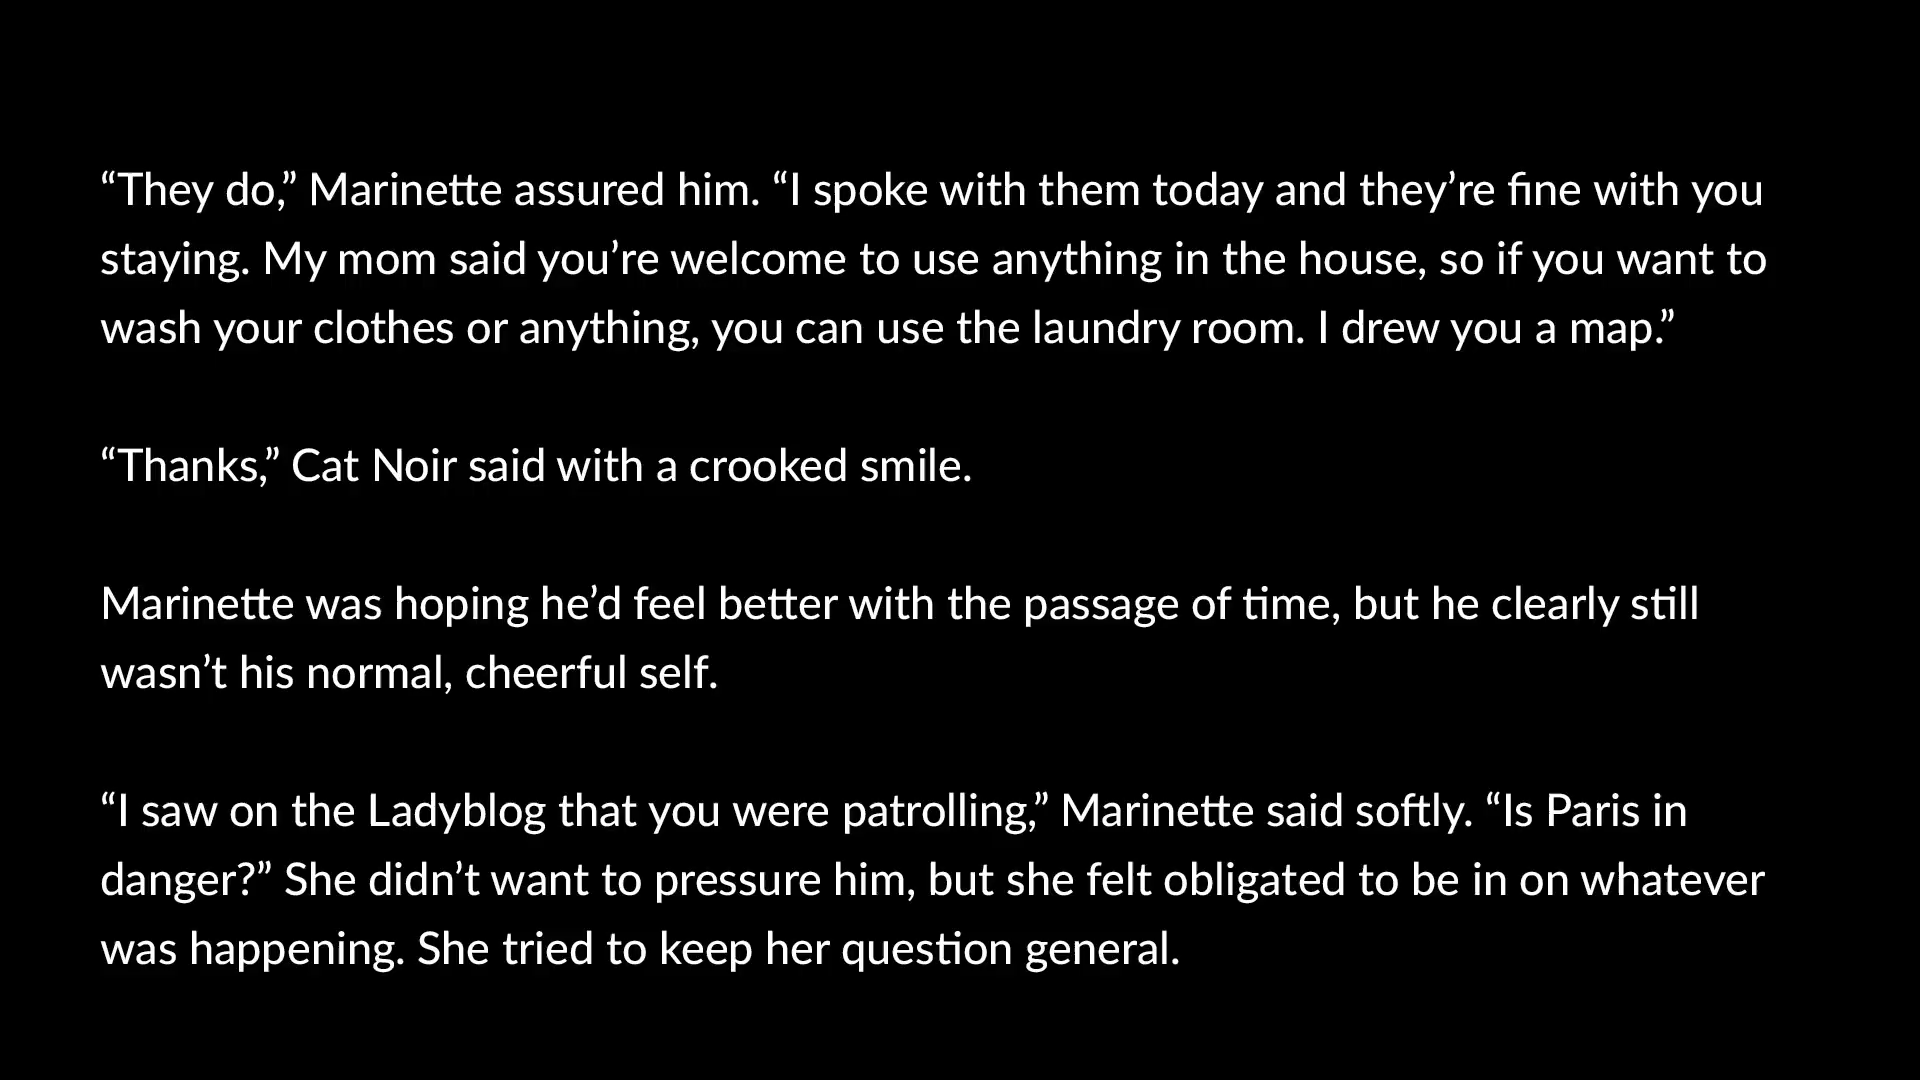 “They do,” Marinette assured him. “I spoke with them today and they’re fine with you
staying. My mom said you’re welcome to use anything in the house, so if you want to
wash your clothes or anything, you can use the laundry room. I drew you a map.”
“Thanks,” Cat Noir said with a crooked smile.
Marinette was hoping he’d feel better with the passage of time, but he clearly still
wasn’t his normal, cheerful self.
“I saw on the Ladyblog that you were patrolling,” Marinette said softly. “Is Paris in
danger?” She didn’t want to pressure him, but she felt obligated to be in on whatever
was happening. She tried to keep her question general.